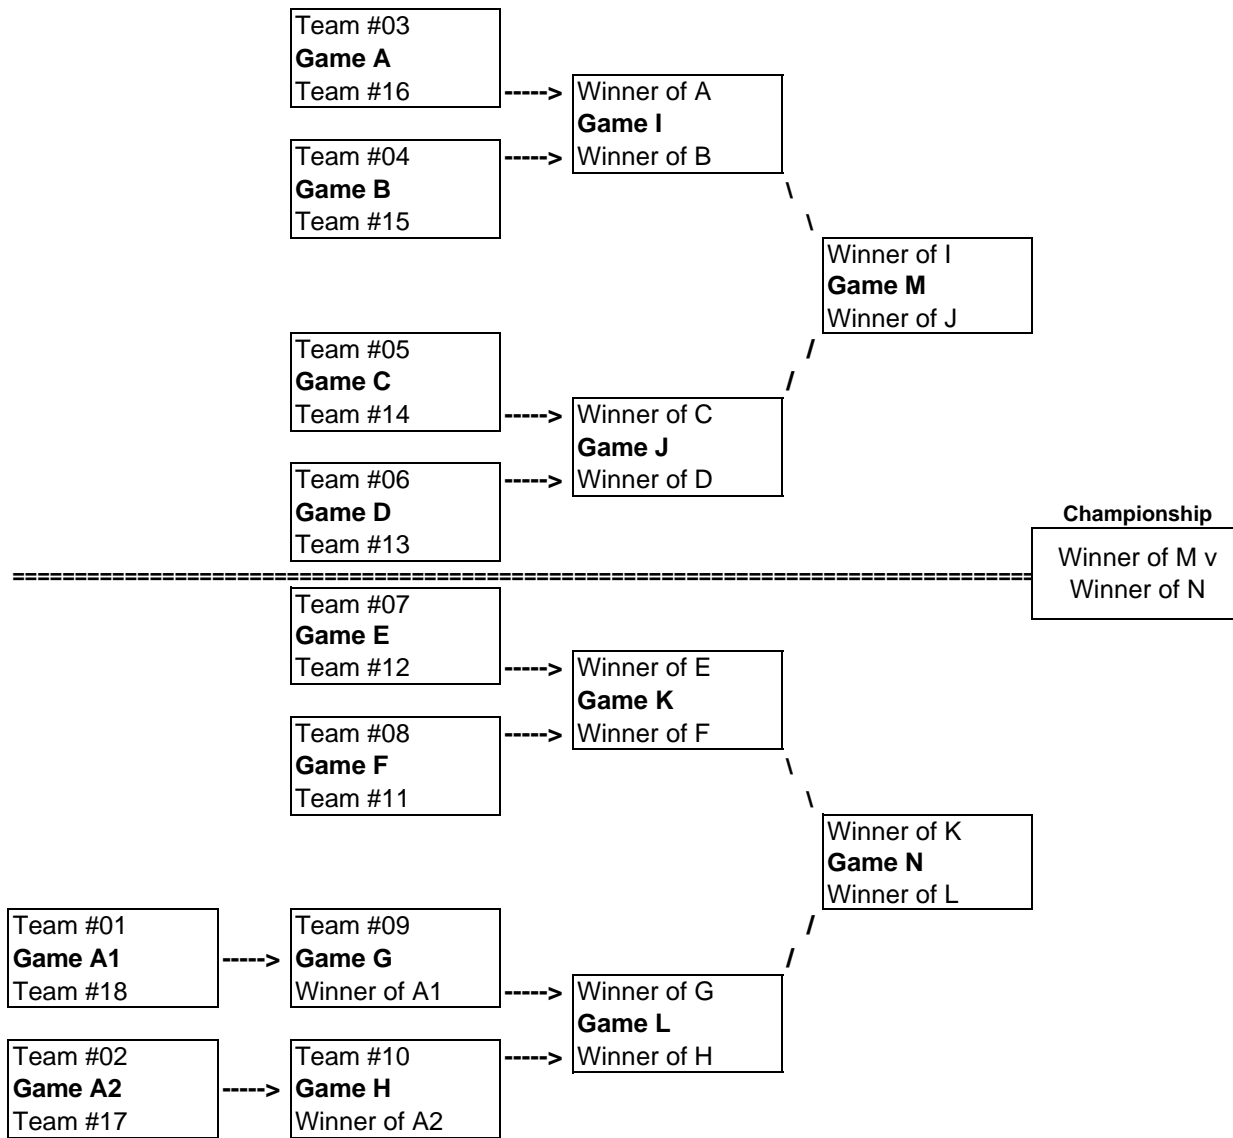 Team #03
Game A
Team #16
----->
Winner of A
Game I
Winner of B
Team #04
Game B
Team #15
----->
\
\
Winner of I
Game M
Winner of J
/
/
Team #05
Game C
Team #14
----->
Winner of C
Game J
Winner of D
Team #06
Game D
Team #13
----->
Championship
Winner of M v
Winner of N
==================================================================================
Team #07
Game E
Team #12
----->
Winner of E
Game K
Winner of F
Team #08
Game F
Team #11
----->
\
\
Winner of K
Game N
Winner of L
/
/
Team #01
Game A1
Team #18
----->
Team #09
Game G
Winner of A1
----->
Winner of G
Game L
Winner of H
Team #02
Game A2
Team #17
----->
Team #10
Game H
Winner of A2
----->